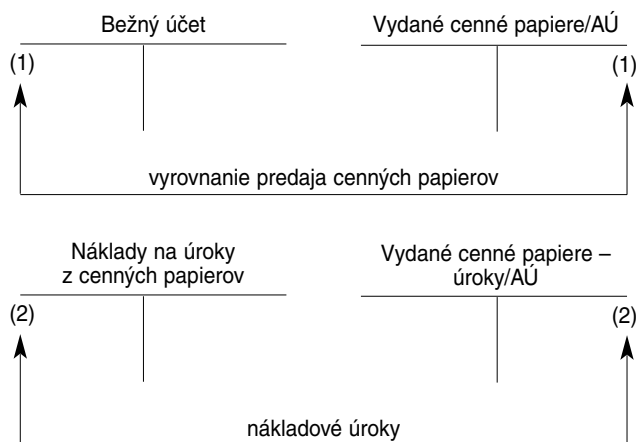 Bežný účet
Vydané cenné papiere/AÚ
(1)
(1)
vyrovnanie predaja cenných papierov
Náklady na úroky
z cenných papierov
Vydané cenné papiere –
úroky/AÚ
(2)
(2)
nákladové úroky